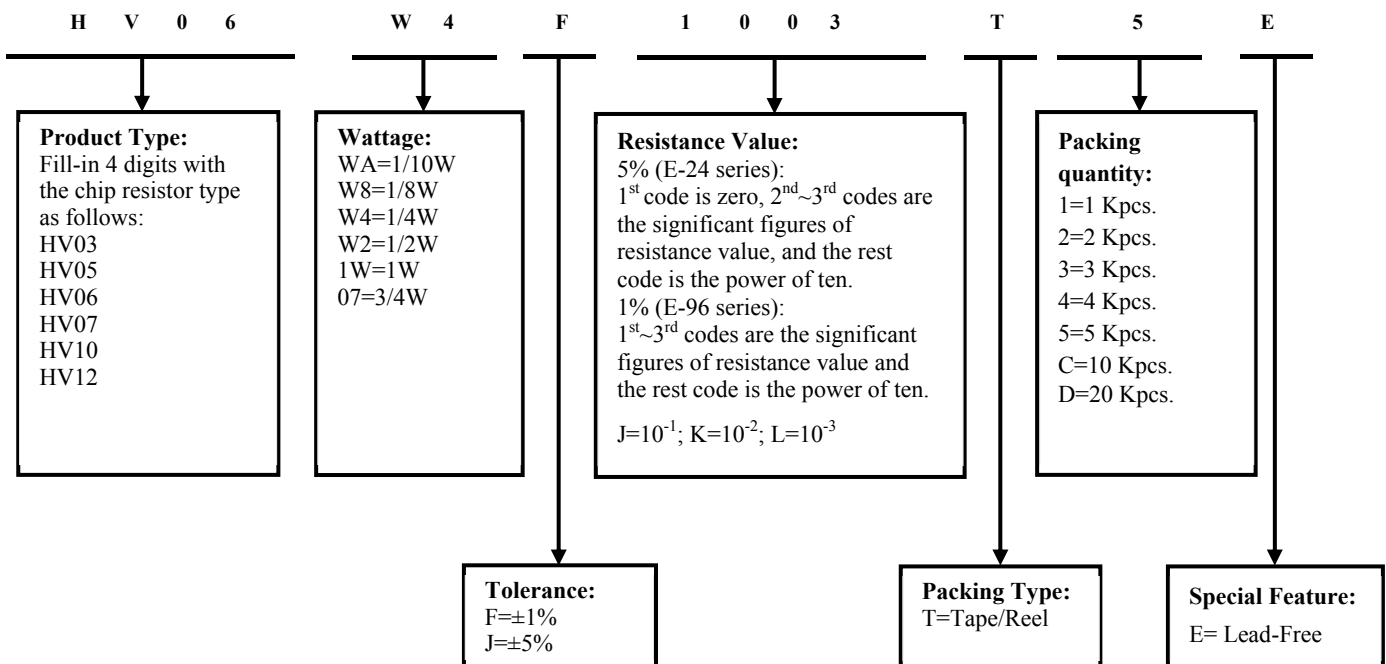 H V 0 6 W 4 F 1 0 0 3 T 5 E
Product Type:
Fill-in 4 digits with
the chip resistor type
as follows:
HV03
HV05
HV06
HV07
HV10
HV12
Wattage:
WA=1/10W
W8=1/8W
W4=1/4W
W2=1/2W
1W=1W
07=3/4W
Resistance Value:
5% (E-24 series):
1st code is zero, 2nd~3rd codes are
the significant figures of
resistance value, and the rest
code is the power of ten.
1% (E-96 series):
1st~3rd codes are the significant
figures of resistance value and
the rest code is the power of ten.
J=10-1; K=10-2; L=10-3
Packing
quantity:
1=1 Kpcs.
2=2 Kpcs.
3=3 Kpcs.
4=4 Kpcs.
5=5 Kpcs.
C=10 Kpcs.
D=20 Kpcs.
Tolerance:
F=±1%
J=±5%
Packing Type:
T=Tape/Reel
Special Feature:
E= Lead-Free